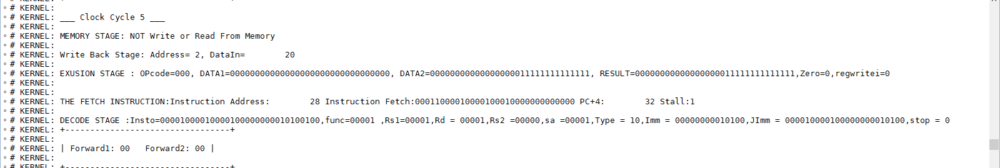 # KERNEL:
# KERNEL: ___ Clock Cycle 5 ___
# KERNEL:
# KERNEL: MEMORY STAGE: NOT Write or Read From Memory
# KERNEL:
# KERNEL: Write Back Stage: Address= 2, DataIn=        20
# KERNEL:
# KERNEL: EXUSION STAGE : OPcode=000, DATA1=00000000000000000000000000000000, DATA2=00000000000000000011111111111111, RESULT=00000000000000000011111111111111,Zero=0,regwritei=0
# KERNEL:
# KERNEL:
# KERNEL: THE FETCH INSTRUCTION:Instruction Address:        28 Instruction Fetch:00011000010000100010000000000000 PC+4:        32 Stall:1
# KERNEL:
# KERNEL: DECODE STAGE :Insto=00001000010000100000000010100100,func=00001 ,Rs1=00001,Rd = 00001,Rs2 =00000,sa =00001,Type = 10,Imm = 00000000010100,JImm = 000010000100000000010100,stop = 0
# KERNEL: +---------------------------------+
# KERNEL:
# KERNEL: | Forward1: 00   Forward2: 00 |
# KERNEL:
# KERNEL: +---------------------------------+